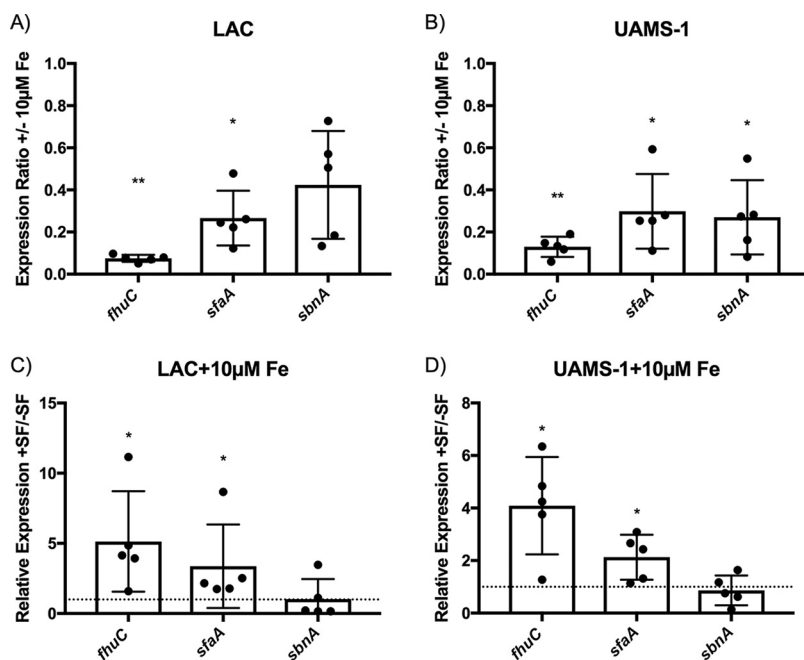 A)
LAC
Expression Ratio +/- 10µM Fe
1.0
0.8
0.6
0.4
0.2
0.0
**
*
fhuC
sfaA
sbnA
B)
UAMS-1
Expression Ratio +/- 10µM Fe
1.0
0.8
0.6
0.4
0.2
0.0
**
*
*
fhuC
sfaA
sbnA
C)
LAC+10µM Fe
Relative Expression +SF/-SF
15
10
5
0
*
*
fhuC
sfaA
sbnA
D)
UAMS-1+10µM Fe
Relative Expression +SF/-SF
8
6
4
2
0
*
*
fhuC
sfaA
sbnA